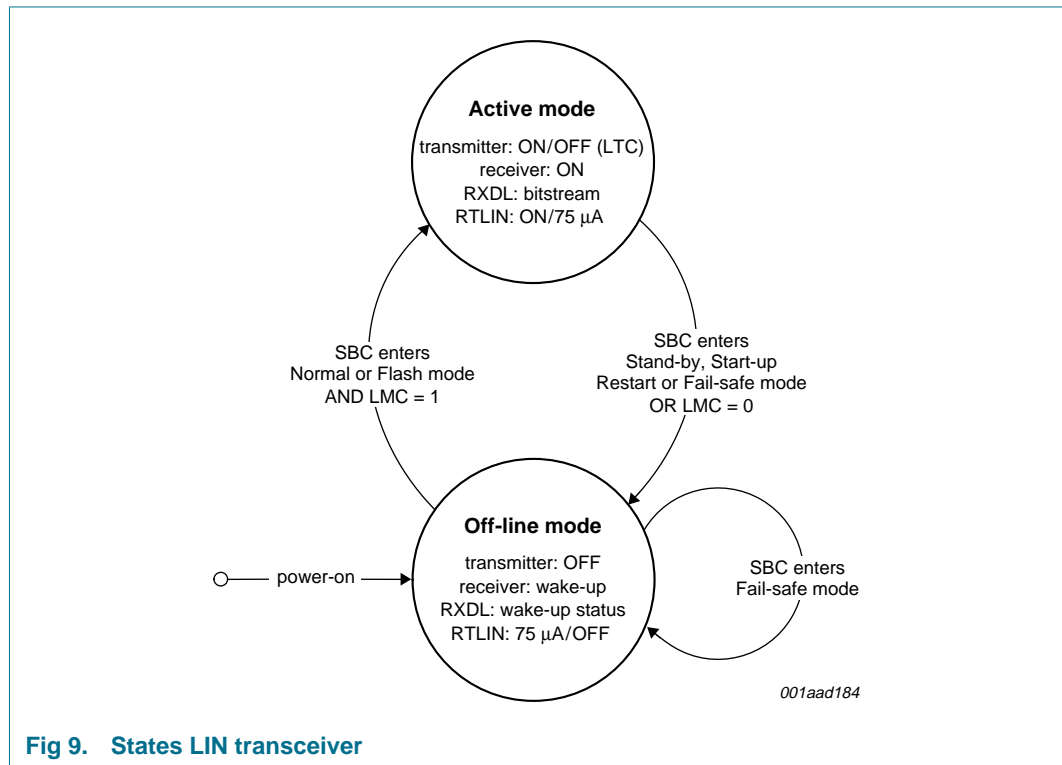 Active mode
transmitter: ON/OFF (LTC)
receiver: ON
RXDL: bitstream
RTLIN: ON/75 μA
SBC enters
Normal or Flash mode
AND LMC = 1
SBC enters
Stand-by, Start-up
Restart or Fail-safe mode
OR LMC = 0
power-on
Off-line mode
transmitter: OFF
receiver: wake-up
RXDL: wake-up status
RTLIN: 75 μA/OFF
SBC enters
Fail-safe mode
001aad184
Fig 9. States LIN transceiver